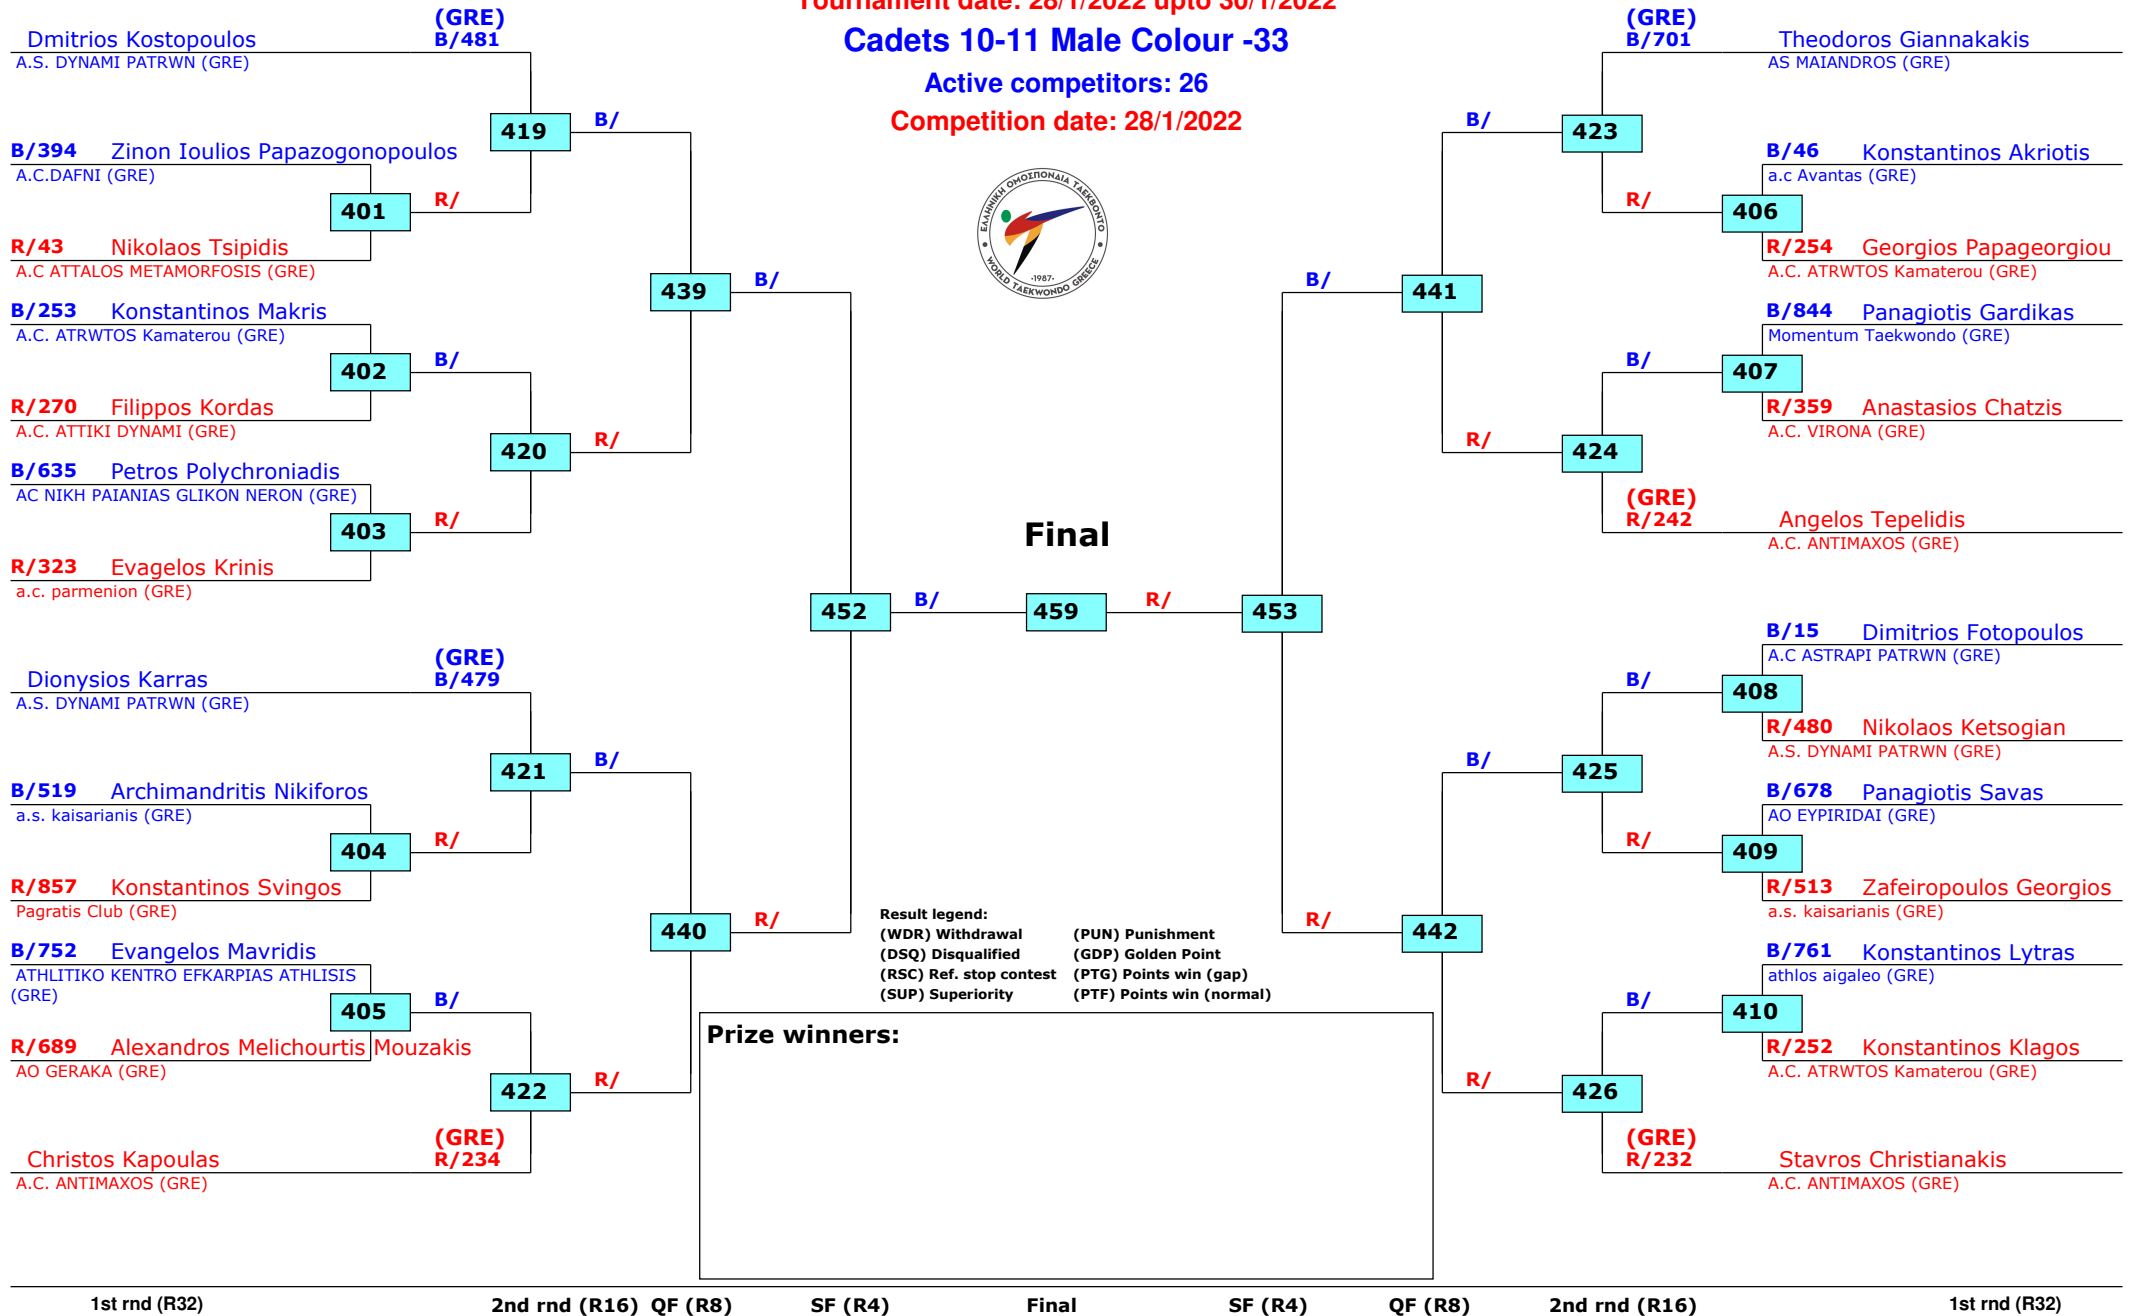 Tournament date: 28/1/2022 upto 30/1/2022
Cadets 10-11 Male Colour -33
Active competitors: 26
Competition date: 28/1/2022
ΕΛΛΗΝΙΚΗ ΟΜΟΣΠΟΝΔΙΑ ΤΑΕΚΒΟΝΤΟ
·1987·
WORLD TAEKWONDO GREECE
(GRE)
Dmitrios Kostopoulos B/481
A.S. DYNAMI PATRWN (GRE)
419 B/
B/394 Zinon Ioulios Papazogonopoulos
A.C.DAFNI (GRE)
401 R/
R/43 Nikolaos Tsipidis
A.C ATTALOS METAMORFOSIS (GRE)
439 B/
B/253 Konstantinos Makris
A.C. ATRWTOS Kamaterou (GRE)
402 B/
R/270 Filippos Kordas
A.C. ATTIKI DYNAMI (GRE)
420 R/
B/635 Petros Polychroniadis
AC NIKH PAIANIAS GLIKON NERON (GRE)
403 R/
R/323 Evagelos Krinis
a.c. parmenion (GRE)
Final
452 B/ 459 R/ 453
(GRE)
Dionysios Karras B/479
A.S. DYNAMI PATRWN (GRE)
421 B/
B/519 Archimandritis Nikiforos
a.s. kaisarianis (GRE)
404 R/
R/857 Konstantinos Svingos
Pagratis Club (GRE)
440 R/
B/752 Evangelos Mavridis
ATHLITIKO KENTRO EFKARPIAS ATHLISIS
(GRE)
405 B/
R/689 Alexandros Melichourtis Mouzakis
AO GERAKA (GRE)
422 R/
(GRE)
Christos Kapoulas R/234
A.C. ANTIMAXOS (GRE)
(GRE)
B/701 Theodoros Giannakakis
AS MAIANDROS (GRE)
B/ 423
B/46 Konstantinos Akriotis
a.c Avantas (GRE)
R/ 406
R/254 Georgios Papageorgiou
A.C. ATRWTOS Kamaterou (GRE)
B/ 441
B/844 Panagiotis Gardikas
Momentum Taekwondo (GRE)
B/ 407
R/359 Anastasios Chatzis
A.C. VIRONA (GRE)
R/ 424
(GRE)
R/242 Angelos Tepelidis
A.C. ANTIMAXOS (GRE)
B/15 Dimitrios Fotopoulos
A.C ASTRAPI PATRWN (GRE)
B/ 408
R/480 Nikolaos Ketsogian
A.S. DYNAMI PATRWN (GRE)
B/ 425
B/678 Panagiotis Savas
AO EYPIRIDAI (GRE)
R/ 409
R/513 Zafeiropoulos Georgios
a.s. kaisarianis (GRE)
R/ 442
B/761 Konstantinos Lytras
athlos aigaleo (GRE)
B/ 410
R/252 Konstantinos Klagos
A.C. ATRWTOS Kamaterou (GRE)
R/ 426
(GRE)
R/232 Stavros Christianakis
A.C. ANTIMAXOS (GRE)
Result legend:
(WDR) Withdrawal (PUN) Punishment
(DSQ) Disqualified (GDP) Golden Point
(RSC) Ref. stop contest (PTG) Points win (gap)
(SUP) Superiority (PTF) Points win (normal)
Prize winners:
1st rnd (R32) 2nd rnd (R16) QF (R8) SF (R4) Final SF (R4) QF (R8) 2nd rnd (R16) 1st rnd (R32)